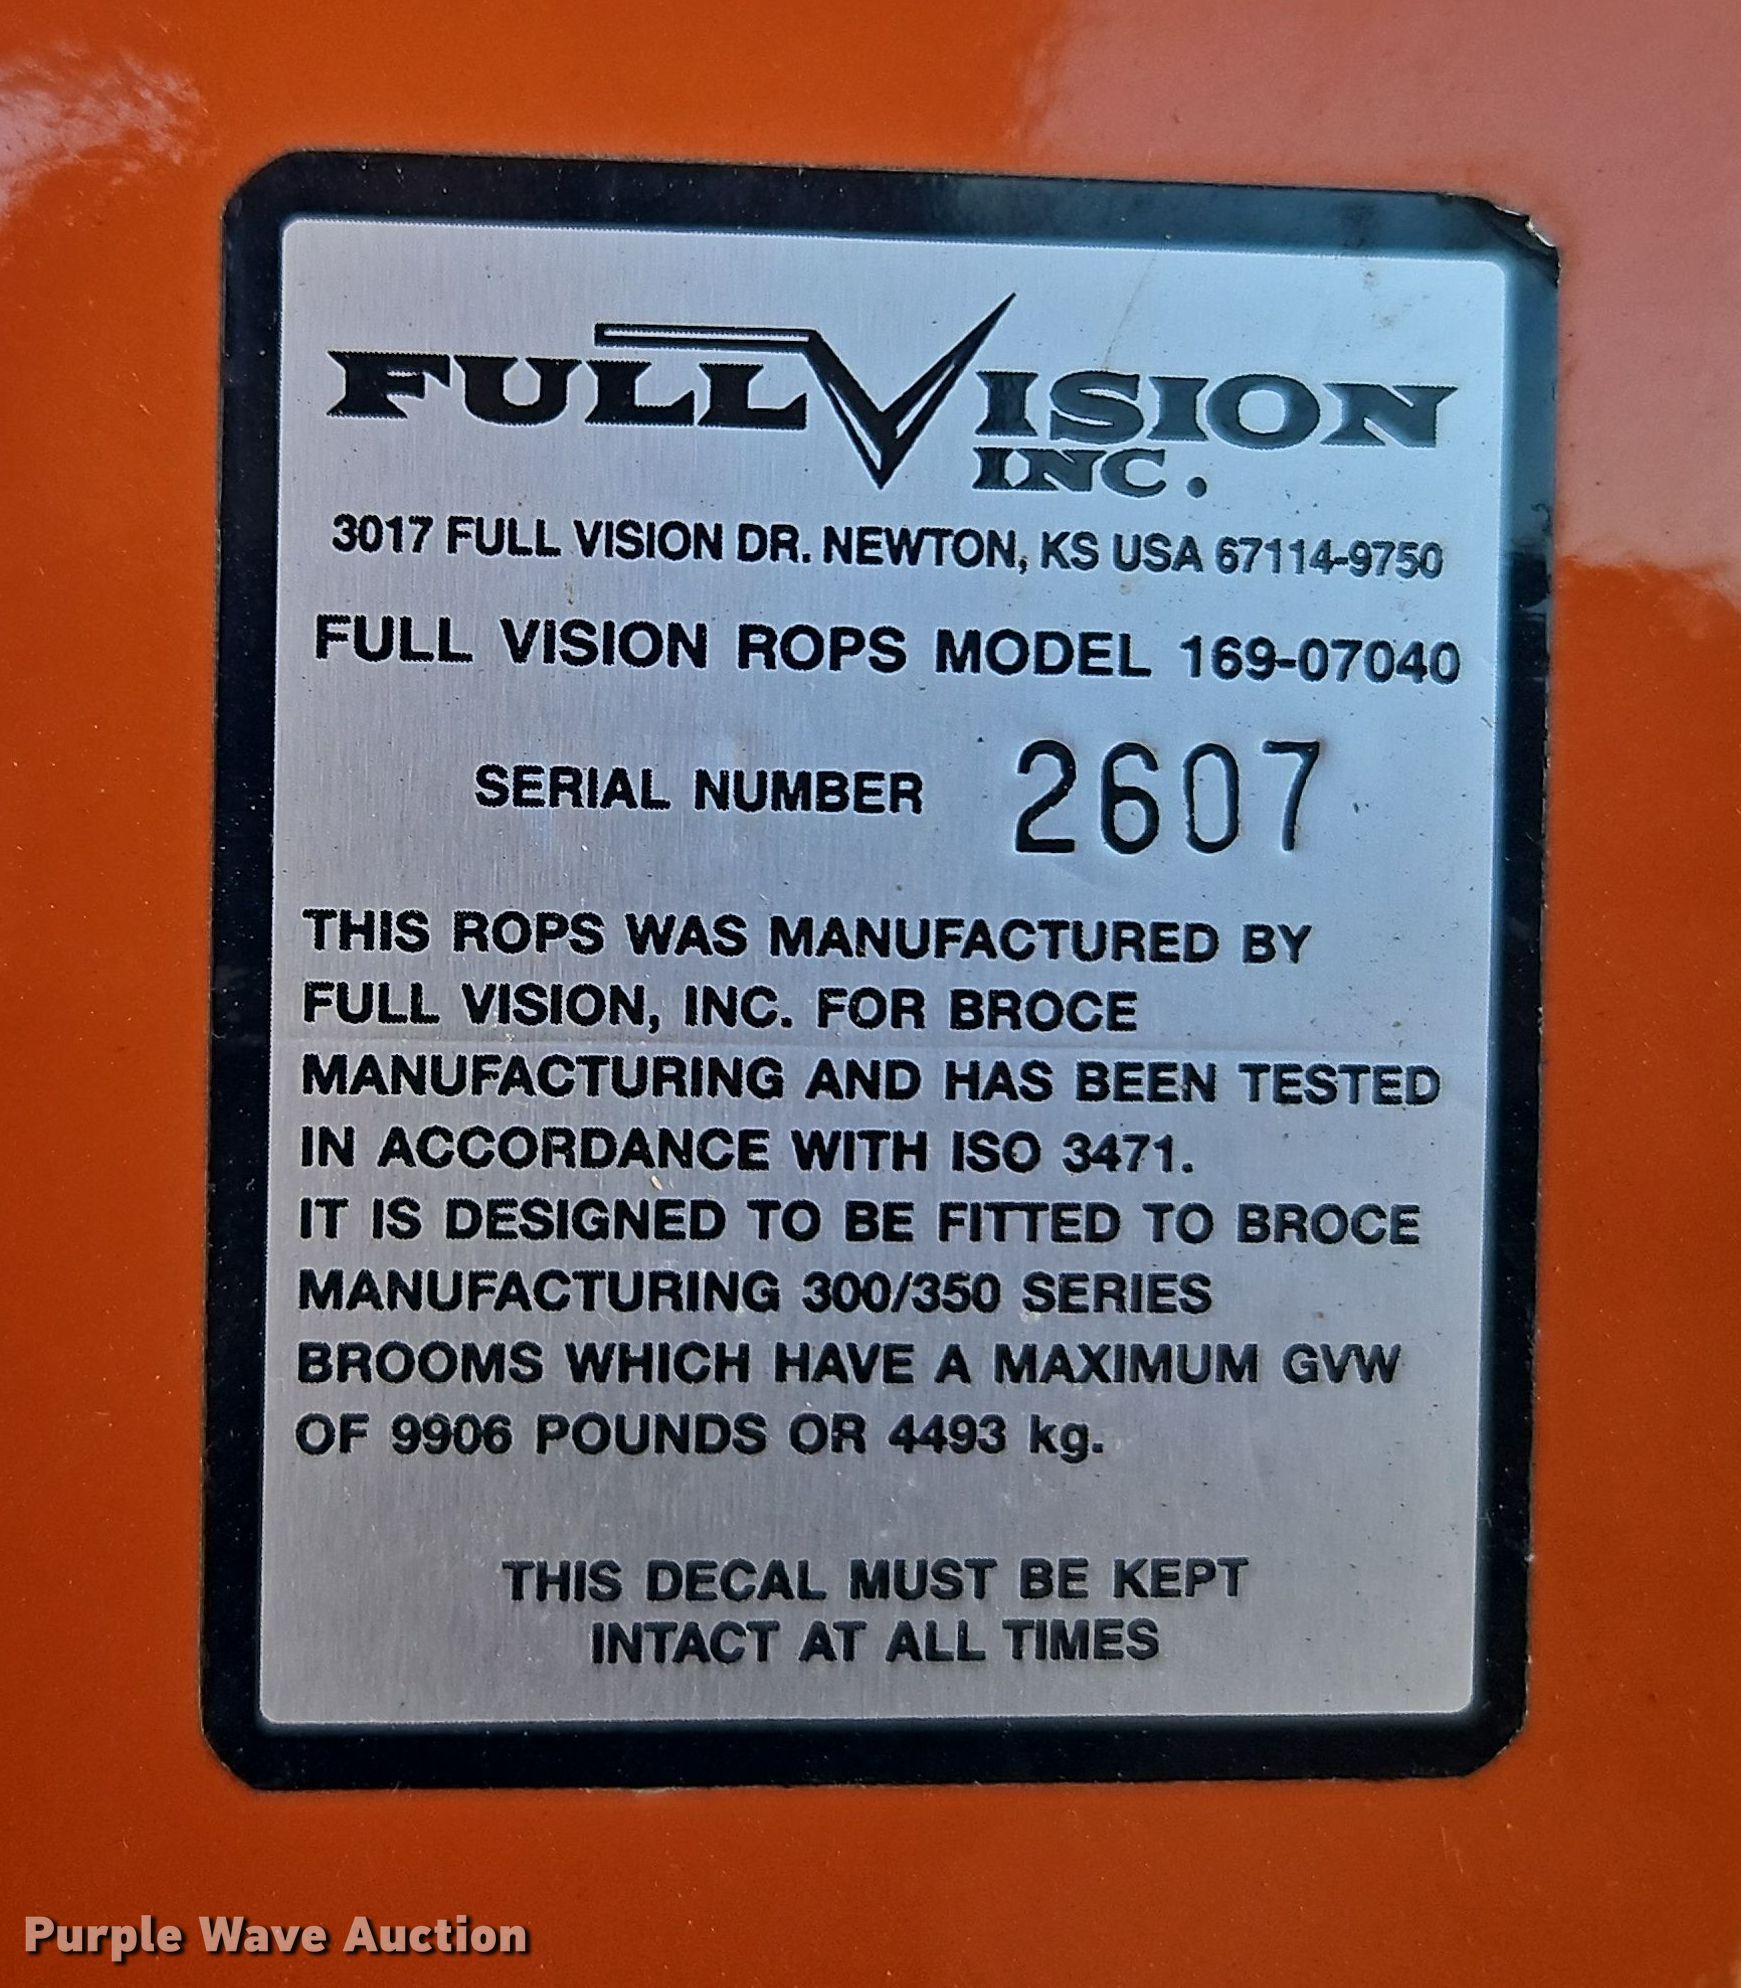 FULL VISION
INC.
3017 FULL VISION DR. NEWTON, KS USA 67114-9750
FULL VISION ROPS MODEL 169-07040
SERIAL NUMBER 2607
THIS ROPS WAS MANUFACTURED BY
FULL VISION, INC. FOR BROCE
MANUFACTURING AND HAS BEEN TESTED
IN ACCORDANCE WITH ISO 3471.
IT IS DESIGNED TO BE FITTED TO BROCE
MANUFACTURING 300/350 SERIES
BROOMS WHICH HAVE A MAXIMUM GVW
OF 9906 POUNDS OR 4493 kg.
THIS DECAL MUST BE KEPT
INTACT AT ALL TIMES
Purple Wave Auction